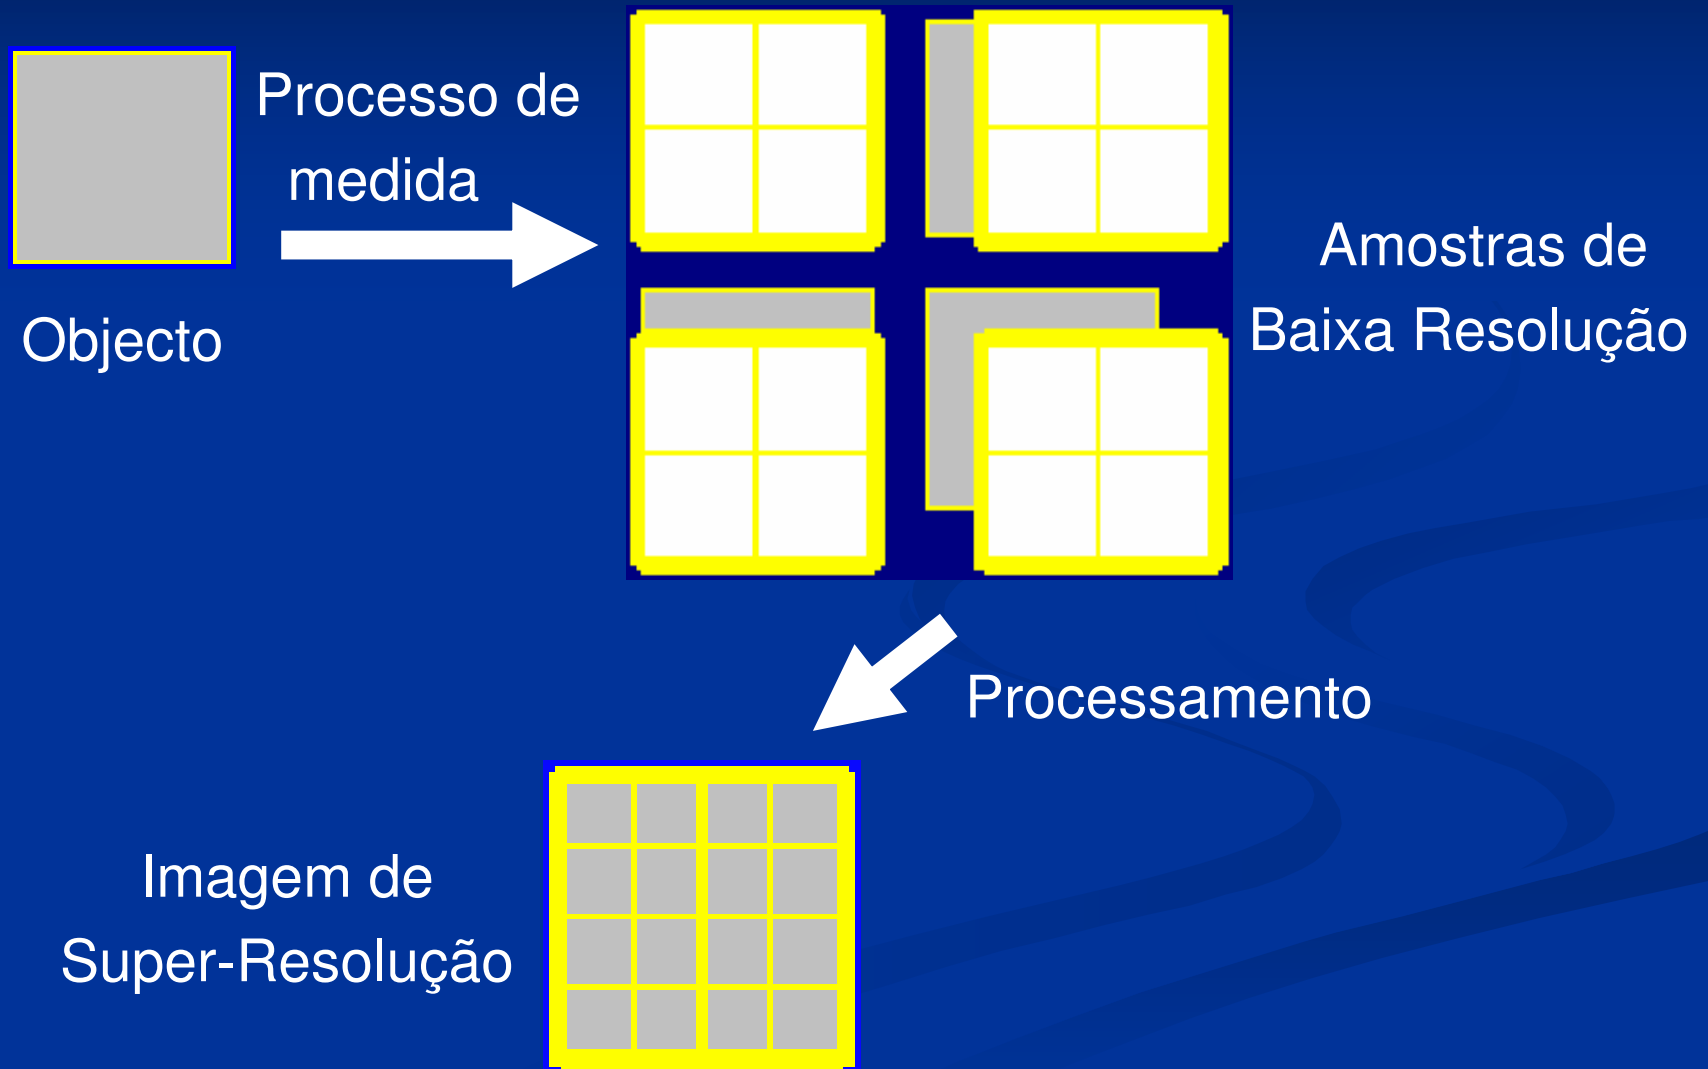 Processo de
medida
Objecto
Amostras de
Baixa Resolução
Processamento
Imagem de
Super-Resolução